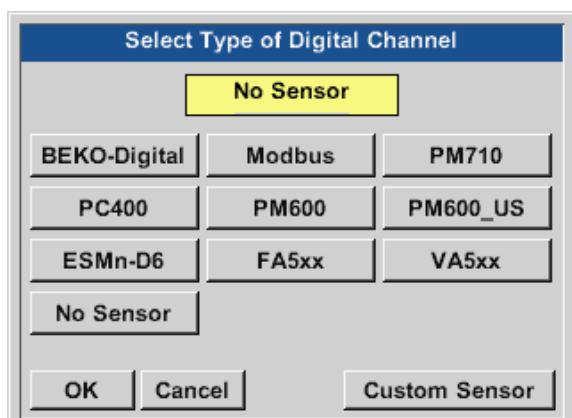 Select Type of Digital Channel
No Sensor
BEKO-Digital Modbus PM710
PC400 PM600 PM600_US
ESMn-D6 FA5xx VA5xx
No Sensor
OK Cancel Custom Sensor